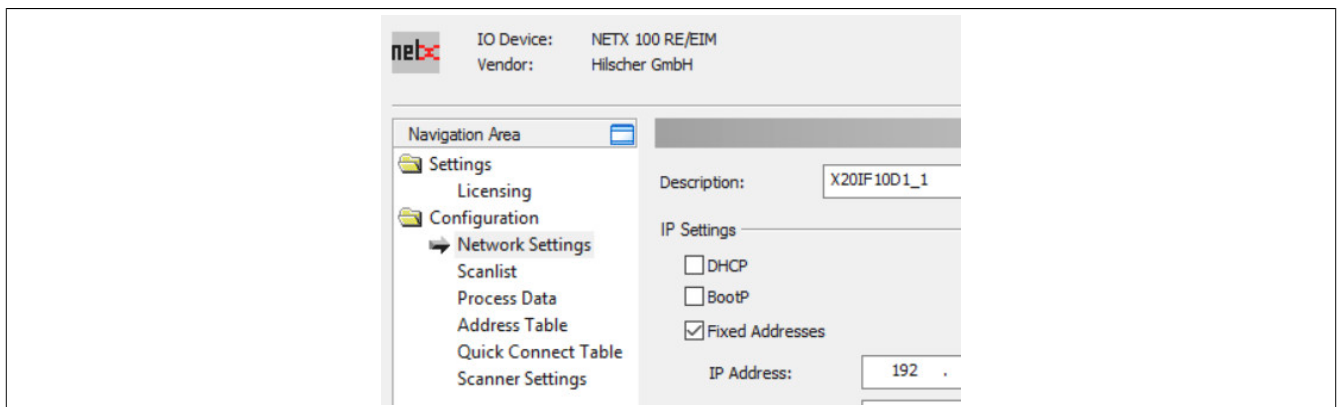 netx
IO Device: NETX 100 RE/EIM
Vendor: Hilscher GmbH
Navigation Area
Settings
Licensing
Configuration
Network Settings
Scanlist
Process Data
Address Table
Quick Connect Table
Scanner Settings
Description: X20IF10D1_1
IP Settings
DHCP
BootP
Fixed Addresses
IP Address: 192 .